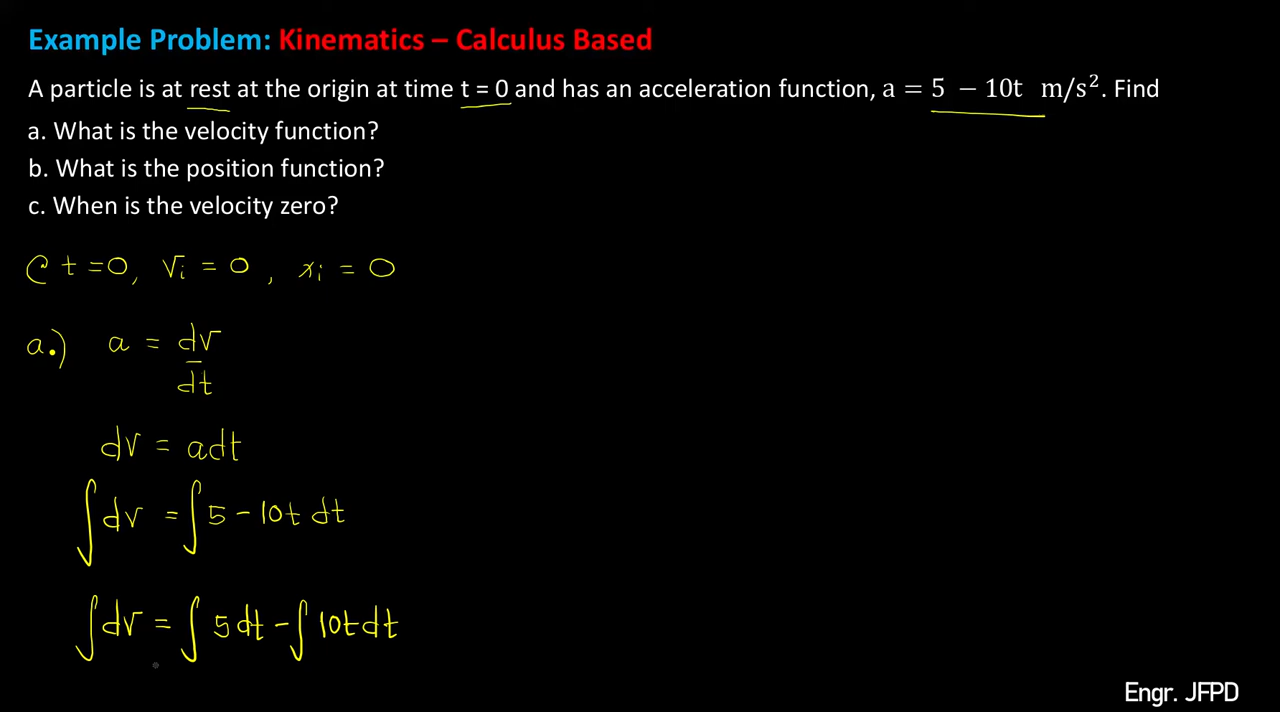 Example Problem: Kinematics – Calculus Based
A particle is at rest at the origin at time t = 0 and has an acceleration function, a = 5 − 10t m/s². Find
a. What is the velocity function?
b. What is the position function?
c. When is the velocity zero?
@ t = 0, vi = 0, xi = 0
a.) a = dv/dt
dv = adt
∫dv = ∫5 − 10t dt
∫dv = ∫5dt − ∫10tdt
Engr. JFPD